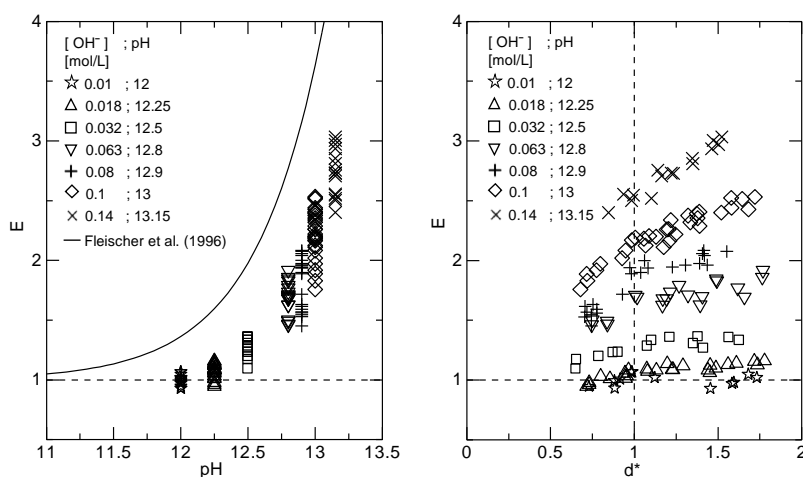 4
3
2
1
E
[ OH⁻ ] ; pH
[mol/L]
0.01 ; 12
0.018 ; 12.25
0.032 ; 12.5
0.063 ; 12.8
0.08 ; 12.9
0.1 ; 13
0.14 ; 13.15
Fleischer et al. (1996)
11 11.5 12 12.5 13 13.5
pH
4
3
2
1
E
[ OH⁻ ] ; pH
[mol/L]
0.01 ; 12
0.018 ; 12.25
0.032 ; 12.5
0.063 ; 12.8
0.08 ; 12.9
0.1 ; 13
0.14 ; 13.15
0 0.5 1 1.5 2
d*